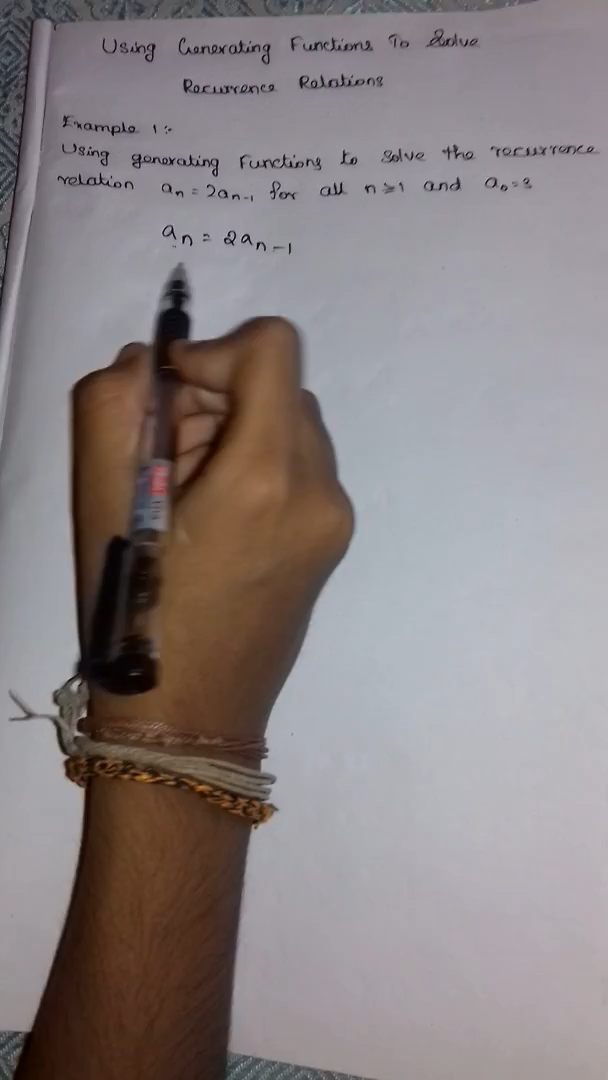 Using Generating Functions To Solve
Recurrence Relations
Example 1:-
Using generating Functions to Solve the recurrence
relation aₙ = 2aₙ₋₁ for all n ≥ 1 and a₀ = 3
aₙ = 2aₙ₋₁